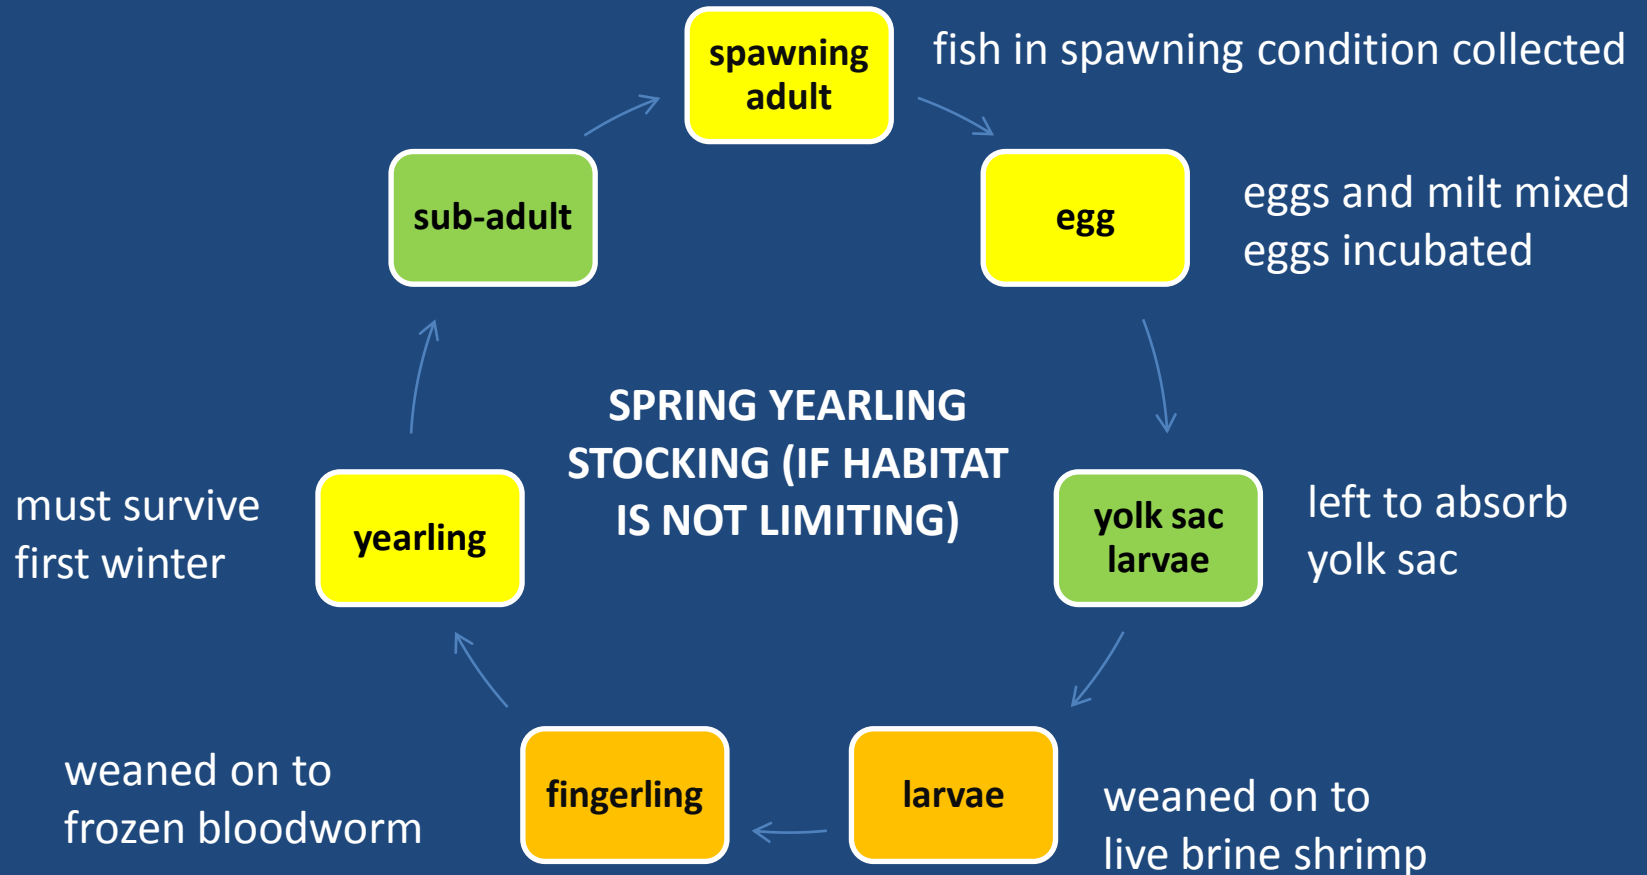 spawning
adult
fish in spawning condition collected
egg
eggs and milt mixed
eggs incubated
yolk sac
larvae
left to absorb
yolk sac
larvae
weaned on to
live brine shrimp
fingerling
weaned on to
frozen bloodworm
yearling
must survive
first winter
sub-adult
SPRING YEARLING
STOCKING (IF HABITAT
IS NOT LIMITING)